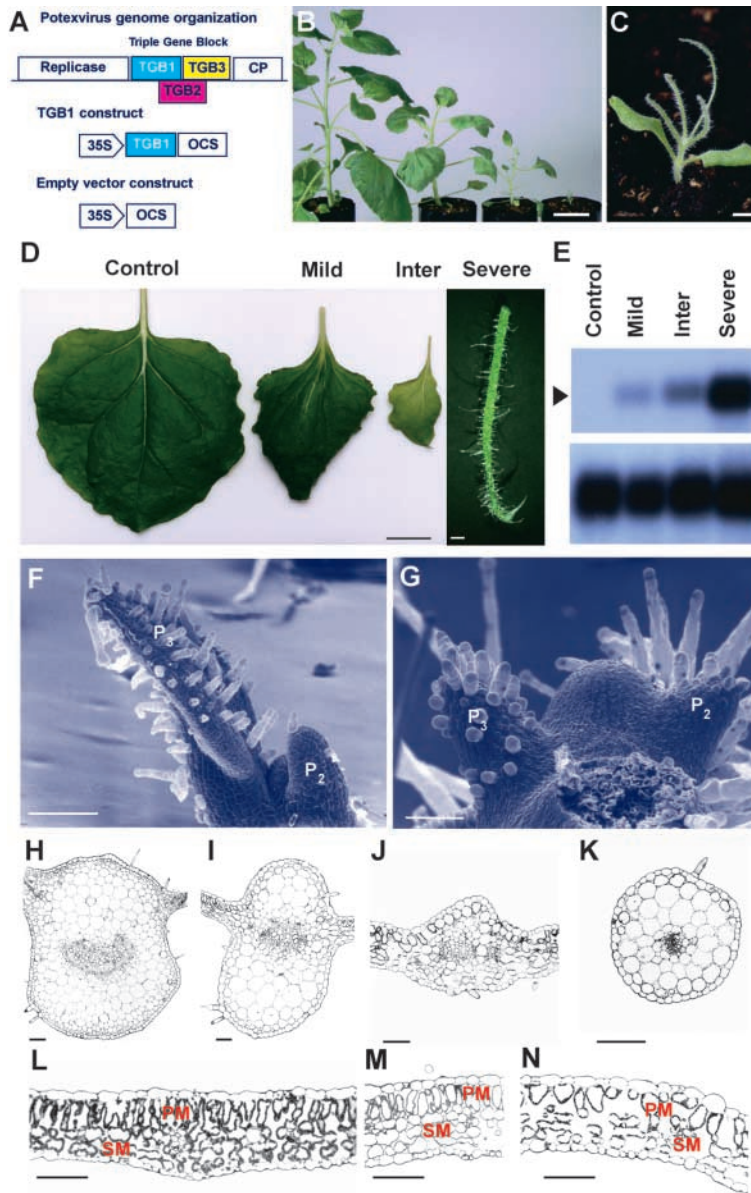 A
Potexvirus genome organization
Triple Gene Block
Replicase TGB1 TGB3 CP
TGB2
TGB1 construct
35S TGB1 OCS
Empty vector construct
35S OCS
B
C
D
Control Mild Inter Severe
E
Control Mild Inter Severe
F
P3
P2
G
P3
P2
H
I
J
K
L
PM
SM
M
PM
SM
N
PM
SM